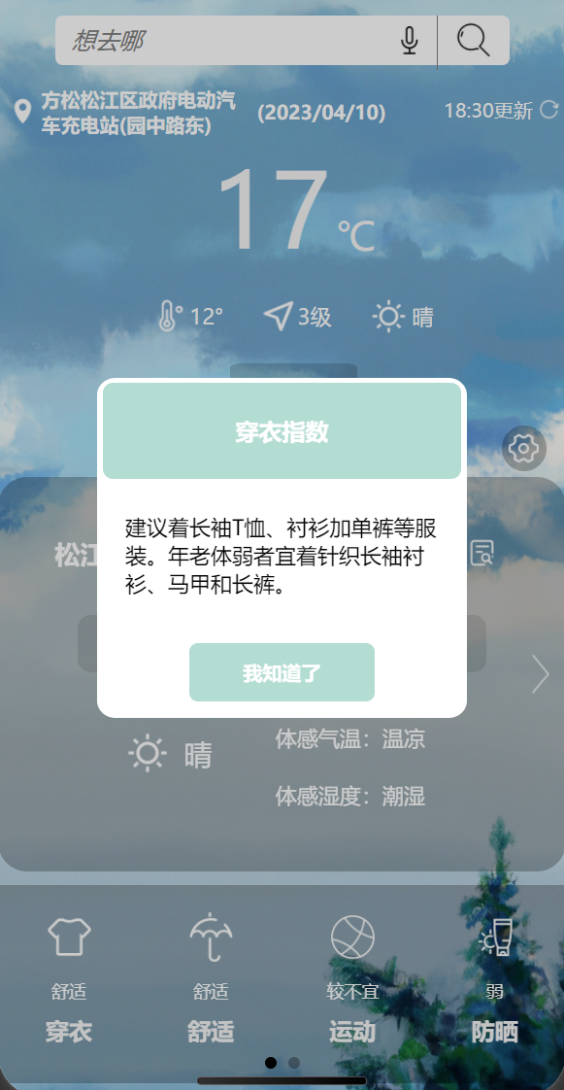 想去哪
方松松江区政府电动汽
车充电站(园中路东)
(2023/04/10)
18:30更新
17℃
12°
3级
晴
穿衣指数
松江
建议着长袖T恤、衬衫加单裤等服
装。年老体弱者宜着针织长袖衬
衫、马甲和长裤。
我知道了
晴
体感气温：温凉
体感湿度：潮湿
舒适
舒适
较不宜
弱
穿衣
舒适
运动
防晒